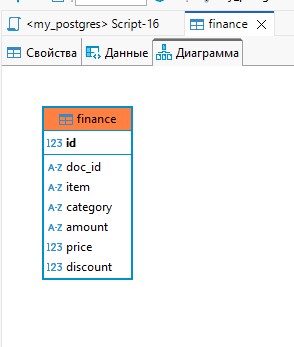 <my_postgres> Script-16
finance
Свойства
Данные
Диаграмма
finance
123 id
A-Z doc_id
A-Z item
A-Z category
A-Z amount
123 price
123 discount